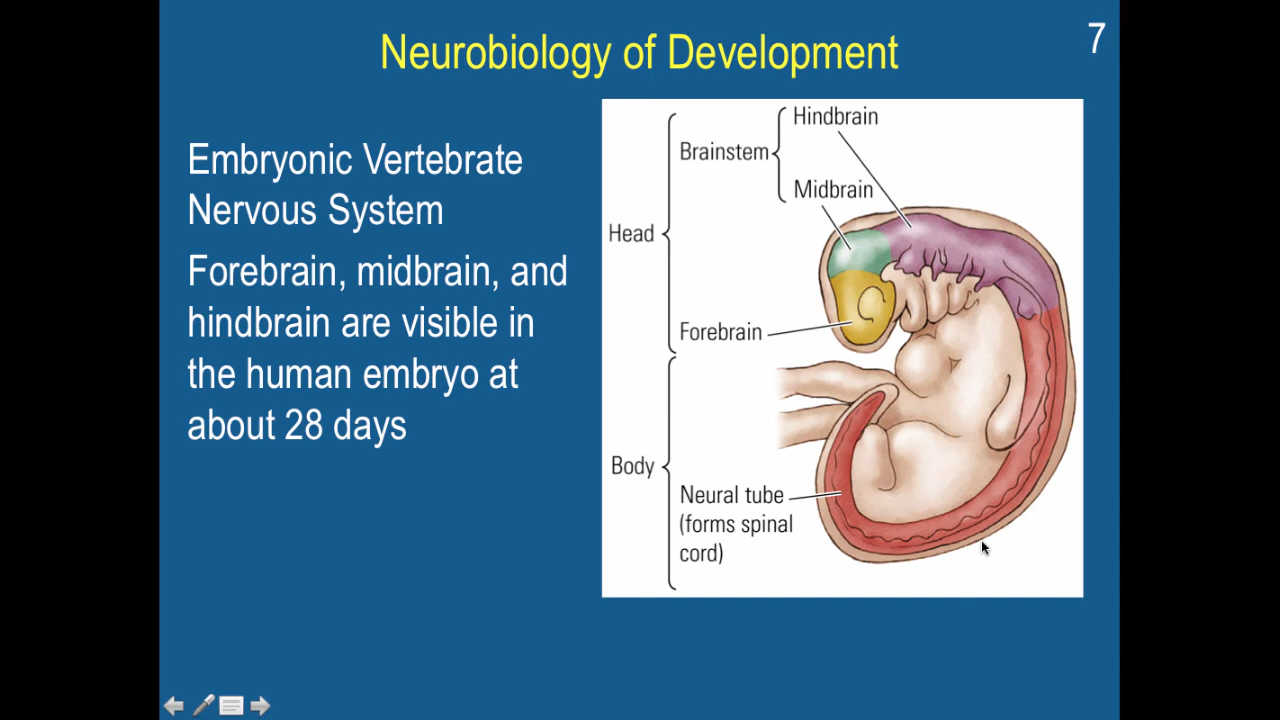 Neurobiology of Development
7
Embryonic Vertebrate
Nervous System
Forebrain, midbrain, and
hindbrain are visible in
the human embryo at
about 28 days
Hindbrain
Brainstem
Midbrain
Head
Forebrain
Body
Neural tube
(forms spinal
cord)